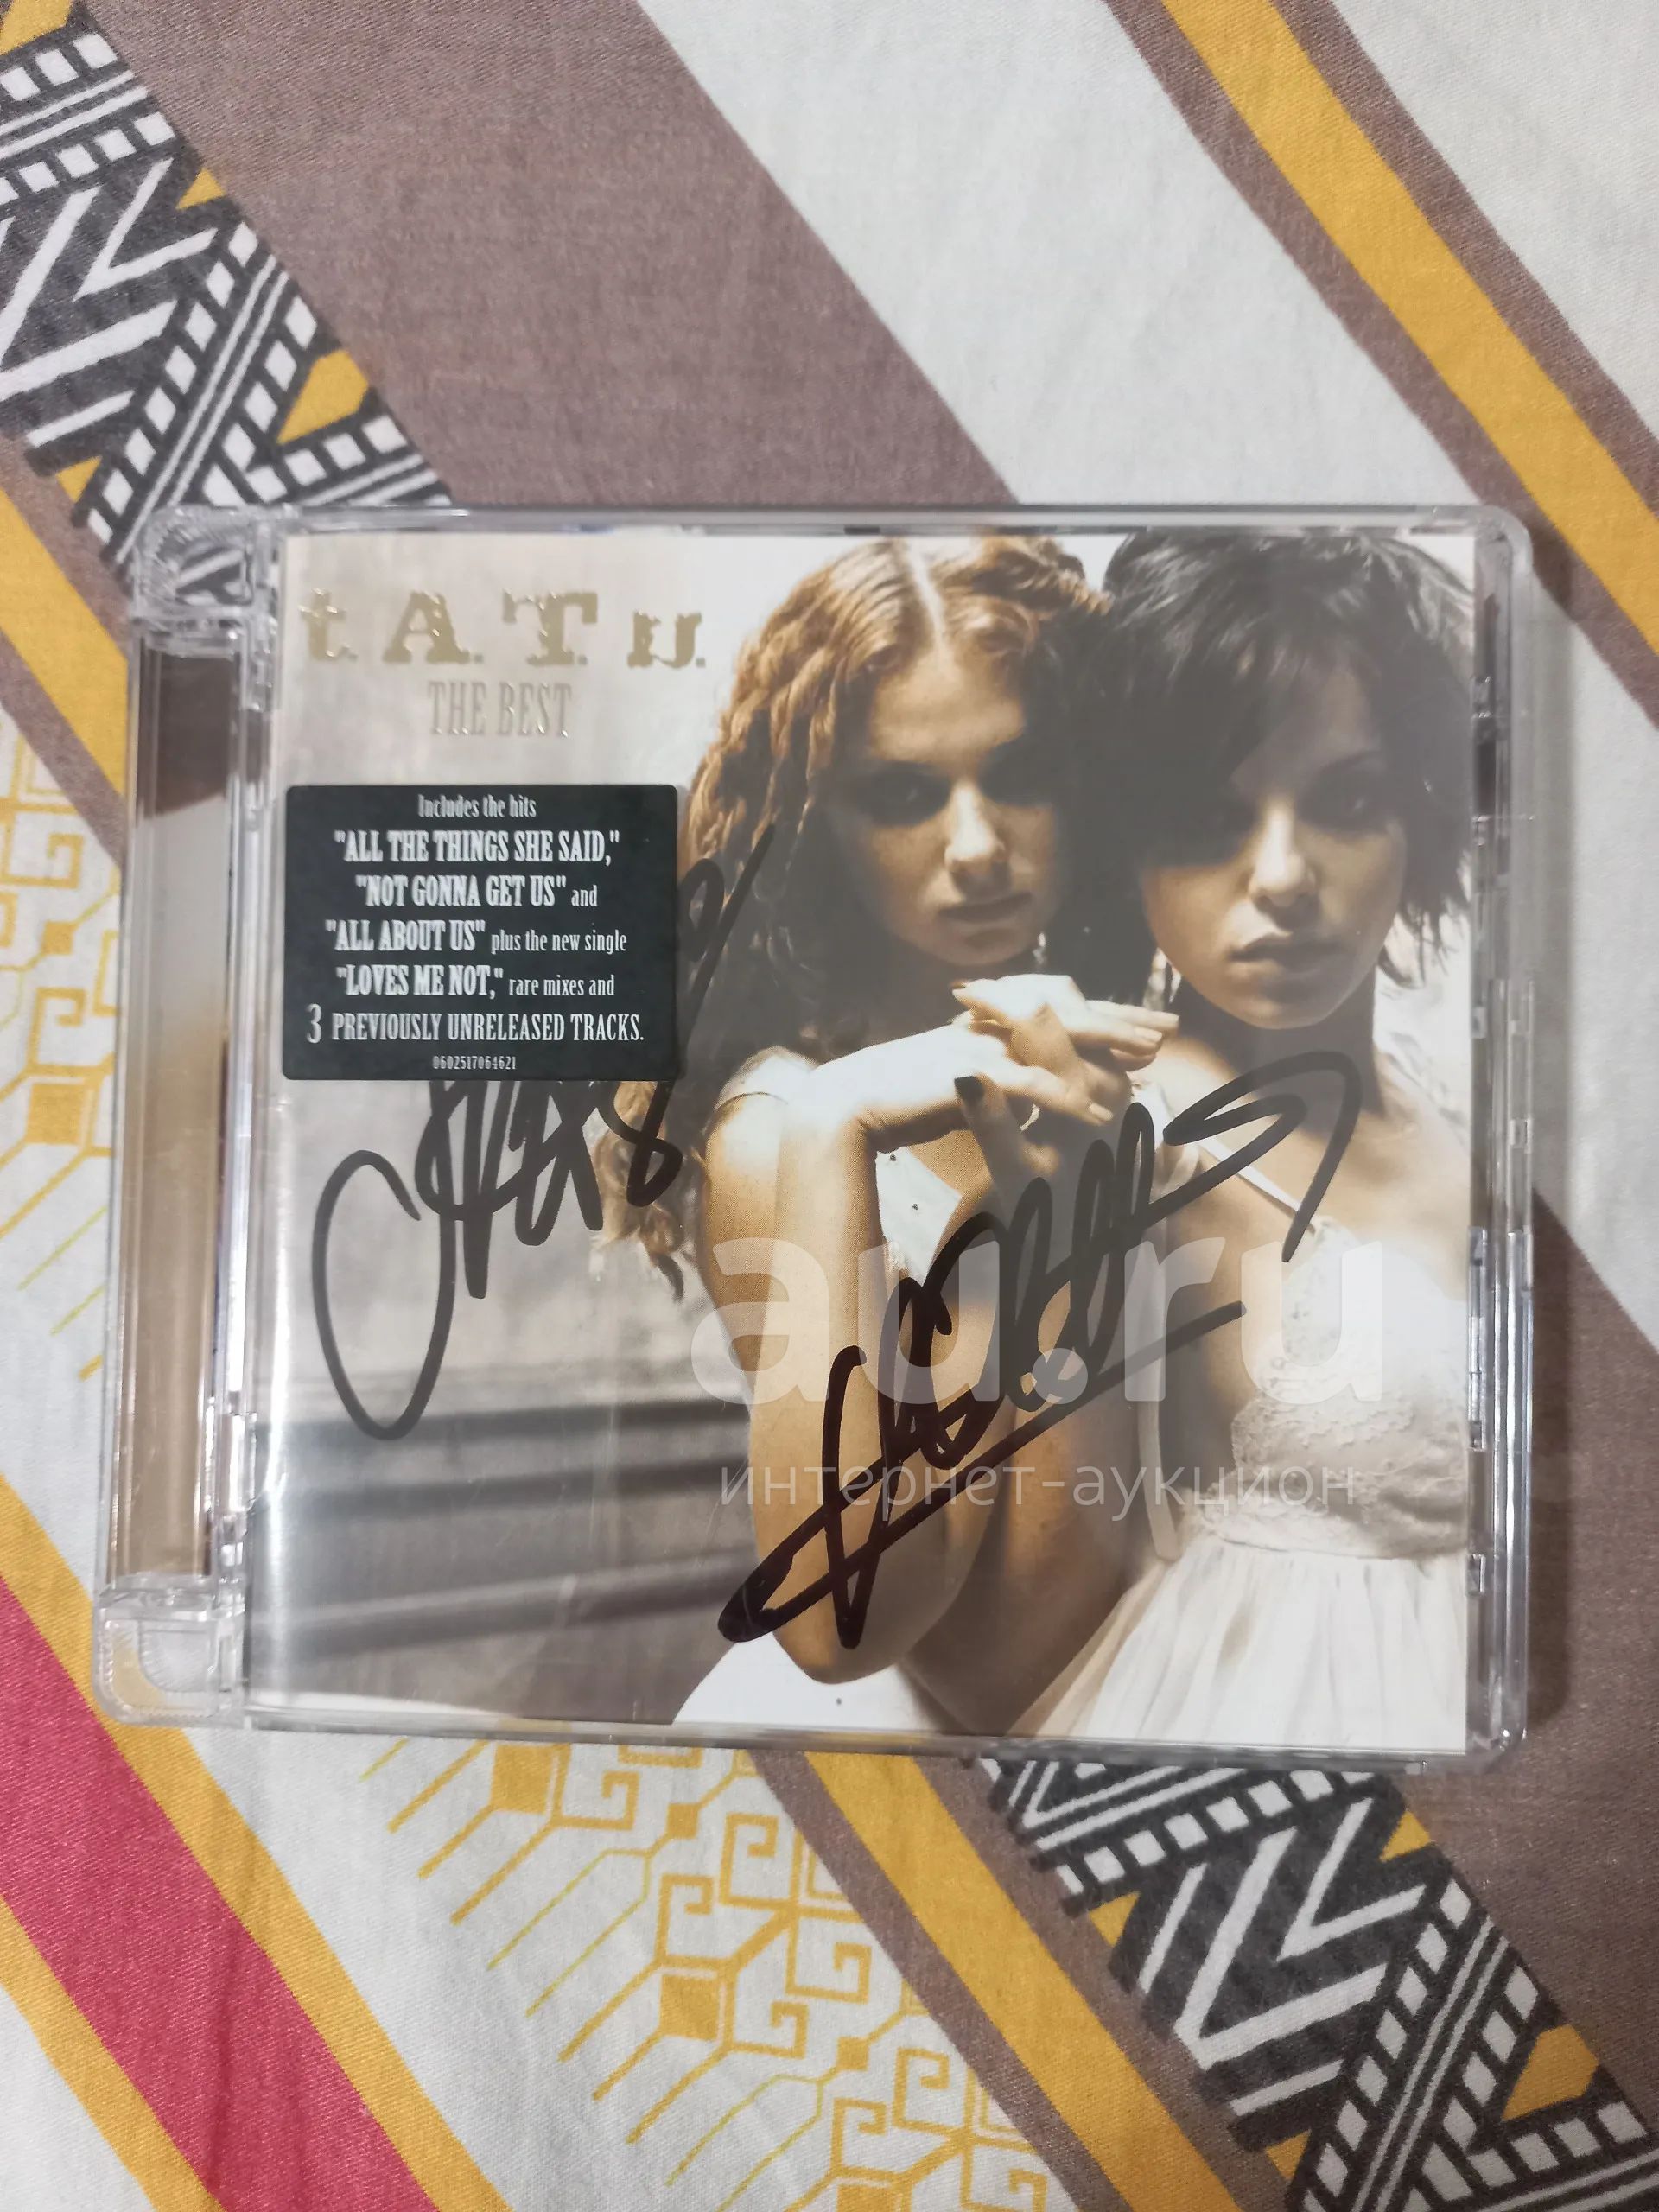 t.A.T.u.
THE BEST
Includes the hits
"ALL THE THINGS SHE SAID,"
"NOT GONNA GET US" and
"ALL ABOUT US" plus the new single
"LOVES ME NOT," rare mixes and
3 PREVIOUSLY UNRELEASED TRACKS.
0602517064621
au.ru
интернет-аукцион